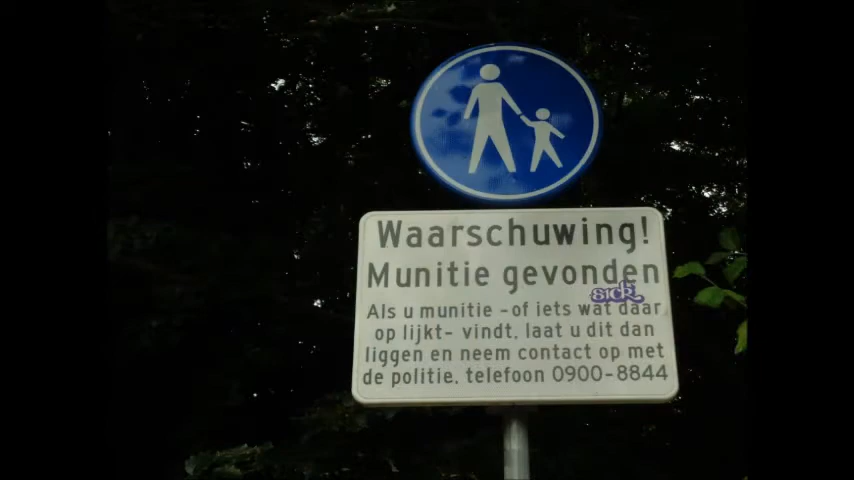 Waarschuwing!
Munitie gevonden
SICK
Als u munitie -of iets wat daar
op lijkt- vindt, laat u dit dan
liggen en neem contact op met
de politie. telefoon 0900-8844